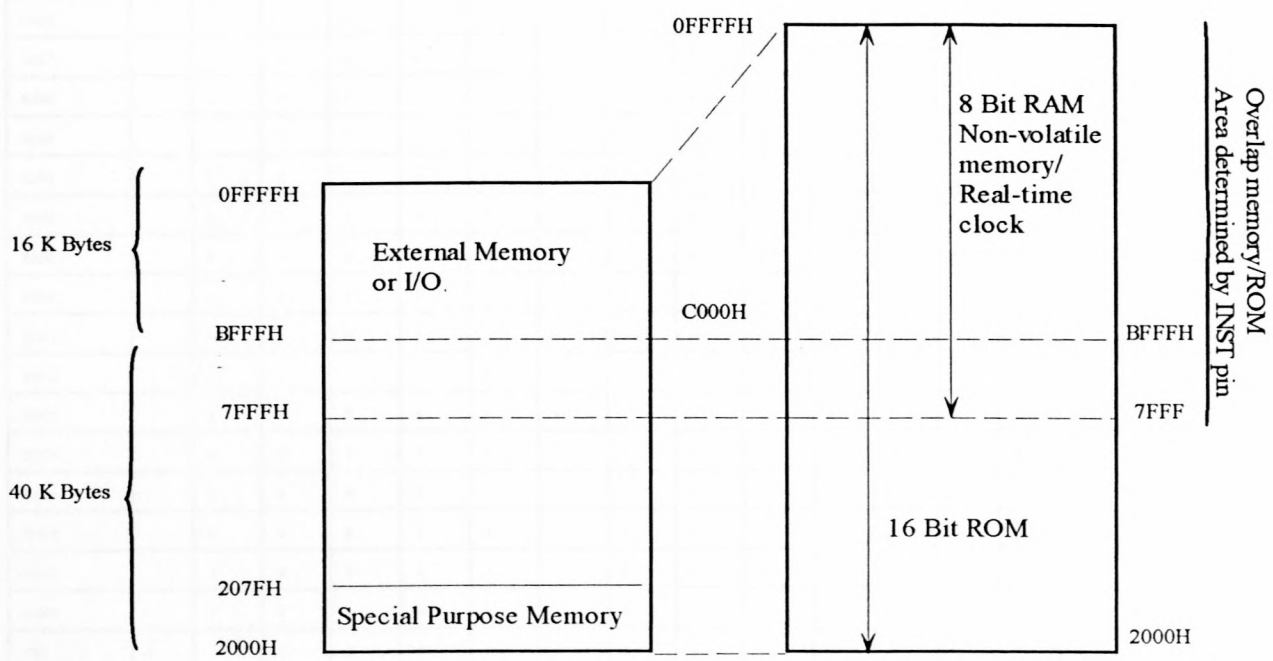 0FFFFH
8 Bit RAM
Non-volatile
memory/
Real-time
clock
Overlap memory/ROM
Area determined by INST pin
0FFFFH
16 K Bytes
External Memory
or I/O.
C000H
BFFFH
BFFFH
7FFFH
7FFF
40 K Bytes
16 Bit ROM
207FH
Special Purpose Memory
2000H
2000H